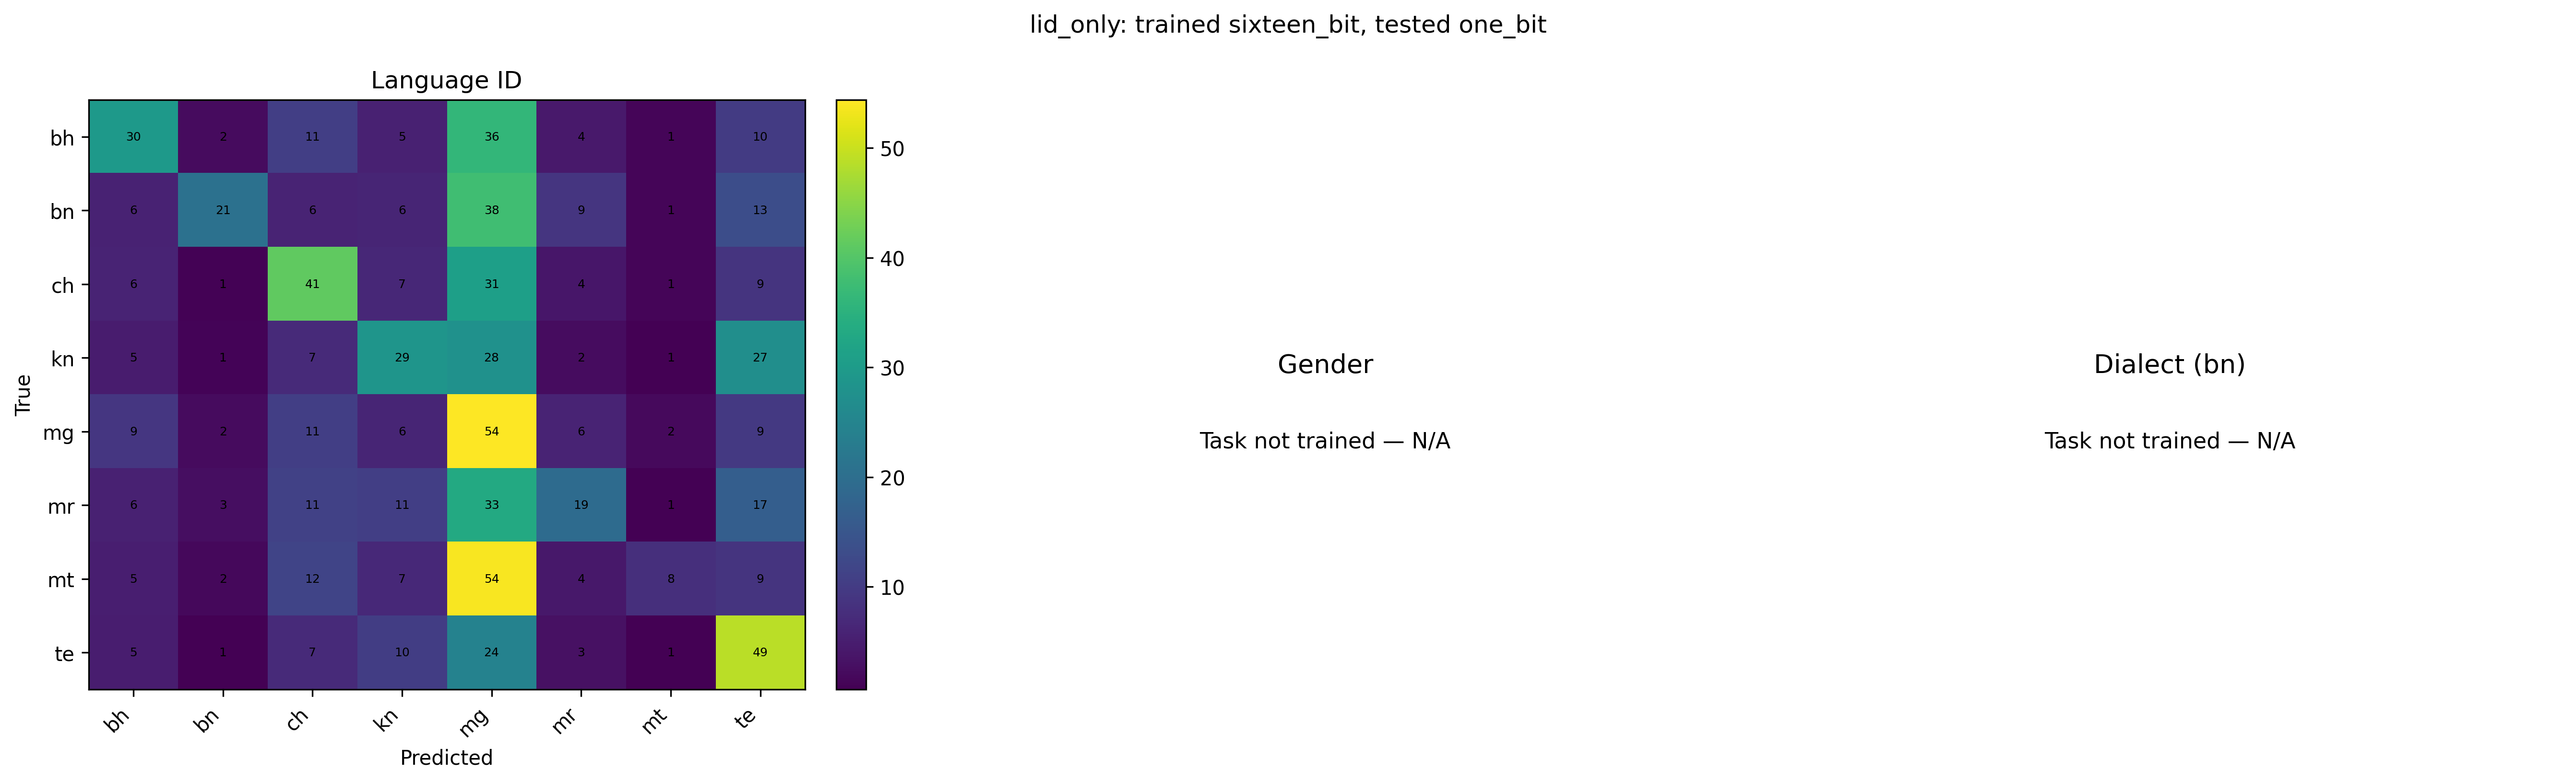 lid_only: trained sixteen_bit, tested one_bit
Language ID
bh 30 2 11 5 36 4 1 10
bn 6 21 6 6 38 9 1 13
ch 6 1 41 7 31 4 1 9
kn 5 1 7 29 28 2 1 27
mg 9 2 11 6 54 6 2 9
mr 6 3 11 11 33 19 1 17
mt 5 2 12 7 54 4 8 9
te 5 1 7 10 24 3 1 49
True
bh bn ch kn mg mr mt te
Predicted
50
40
30
20
10
Gender
Task not trained — N/A
Dialect (bn)
Task not trained — N/A